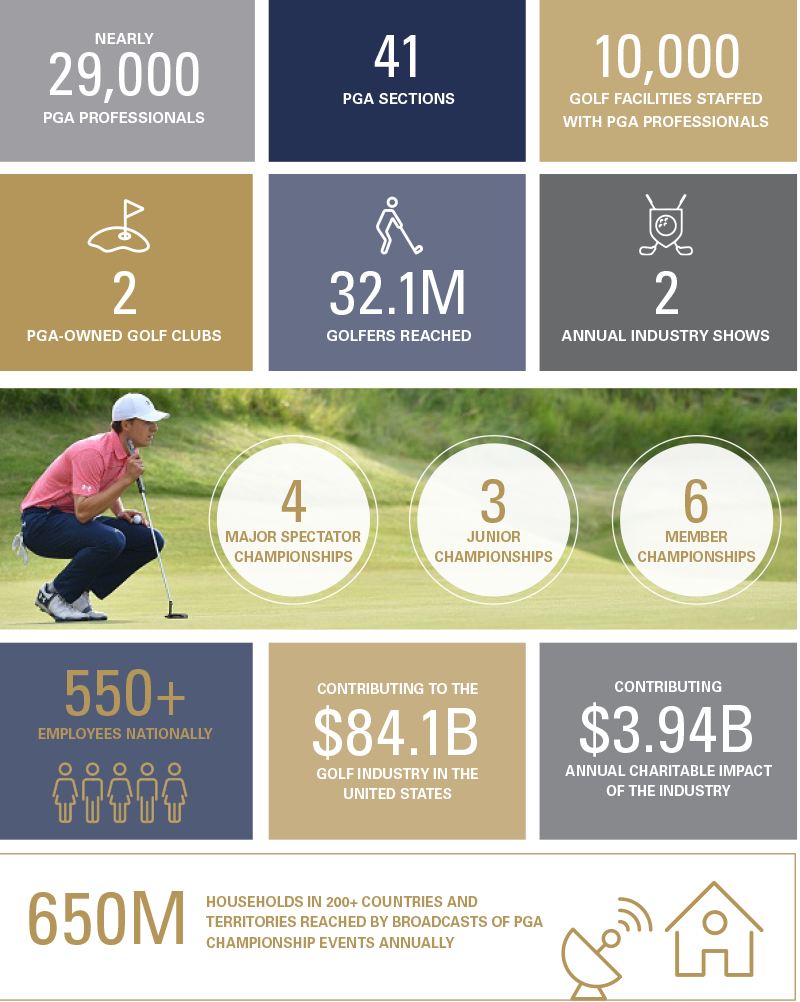 NEARLY
29,000
PGA PROFESSIONALS
41
PGA SECTIONS
10,000
GOLF FACILITIES STAFFED
WITH PGA PROFESSIONALS
2
PGA-OWNED GOLF CLUBS
32.1M
GOLFERS REACHED
2
ANNUAL INDUSTRY SHOWS
4
MAJOR SPECTATOR
CHAMPIONSHIPS
3
JUNIOR
CHAMPIONSHIPS
6
MEMBER
CHAMPIONSHIPS
550+
EMPLOYEES NATIONALLY
CONTRIBUTING TO THE
$84.1B
GOLF INDUSTRY IN THE
UNITED STATES
CONTRIBUTING
$3.94B
ANNUAL CHARITABLE IMPACT
OF THE INDUSTRY
650M
HOUSEHOLDS IN 200+ COUNTRIES AND
TERRITORIES REACHED BY BROADCASTS OF PGA
CHAMPIONSHIP EVENTS ANNUALLY